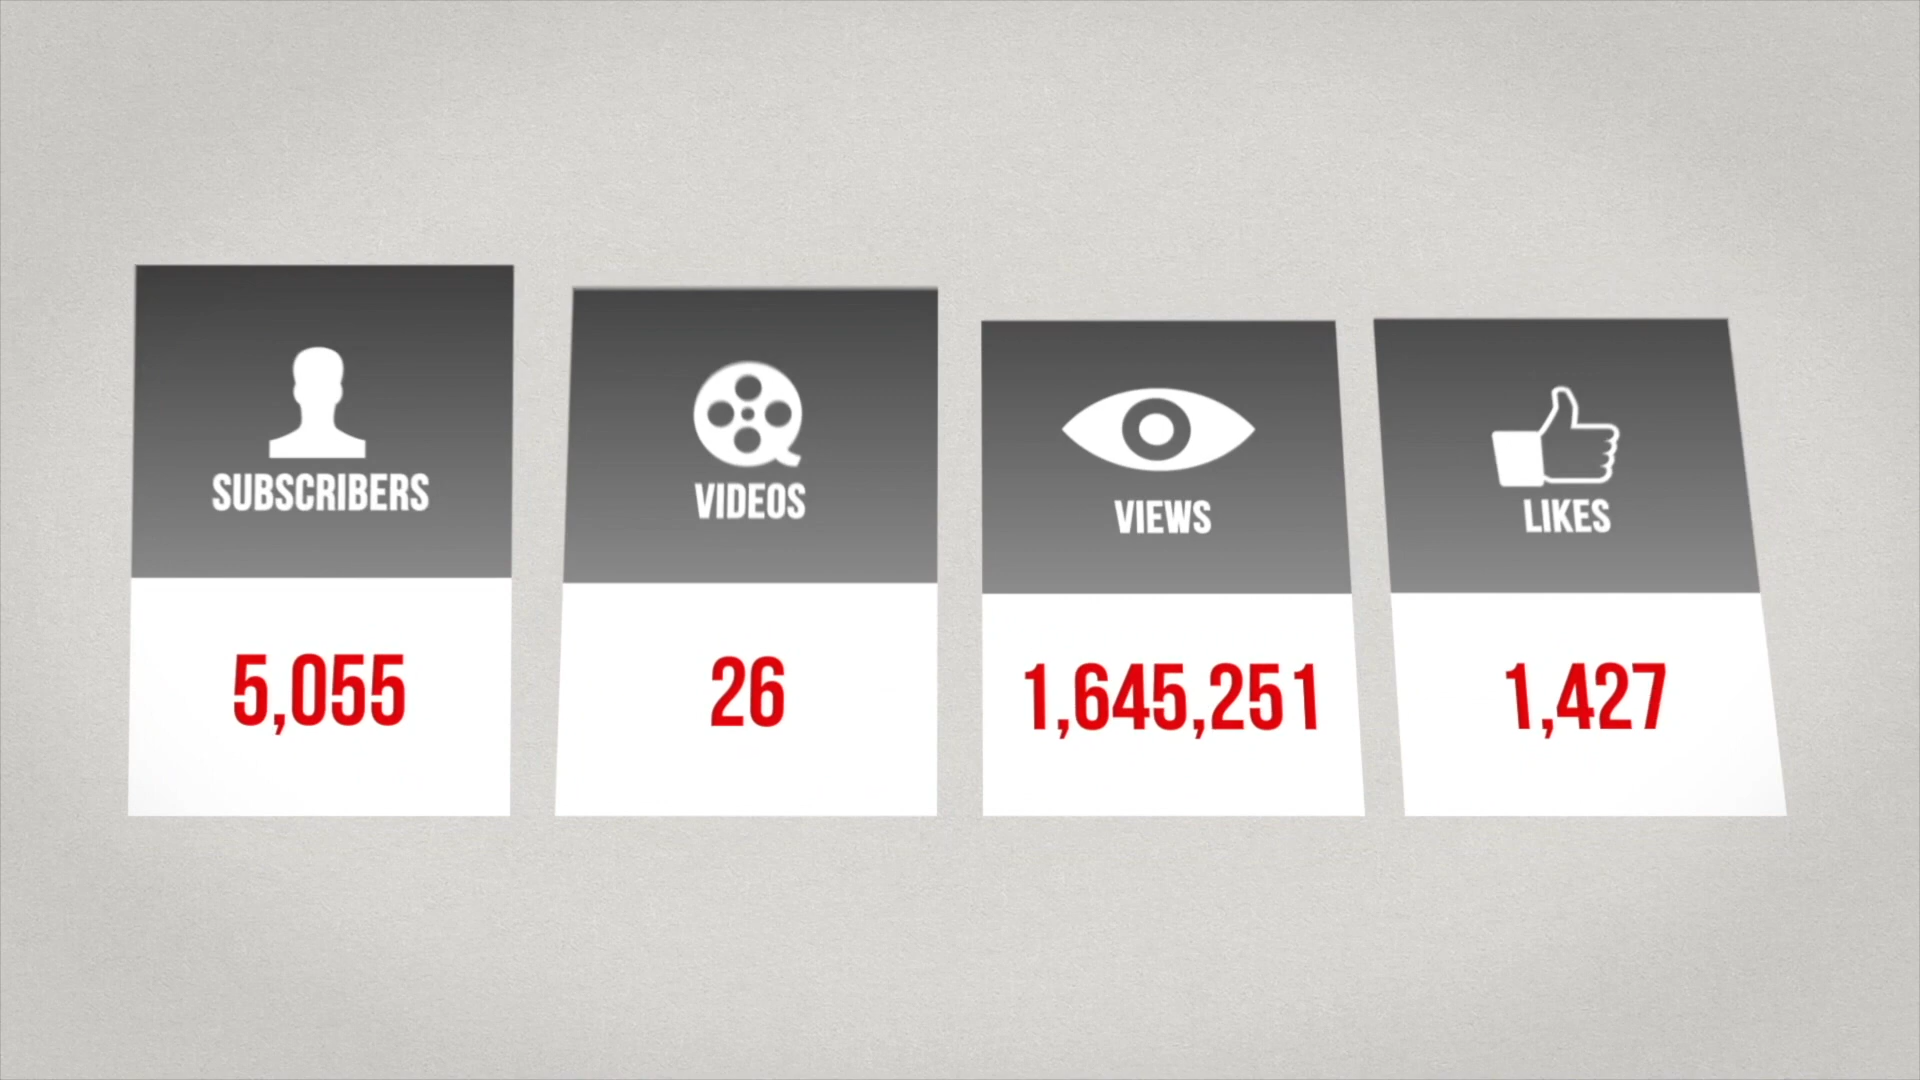 SUBSCRIBERS
5,055
VIDEOS
26
VIEWS
1,645,251
LIKES
1,427